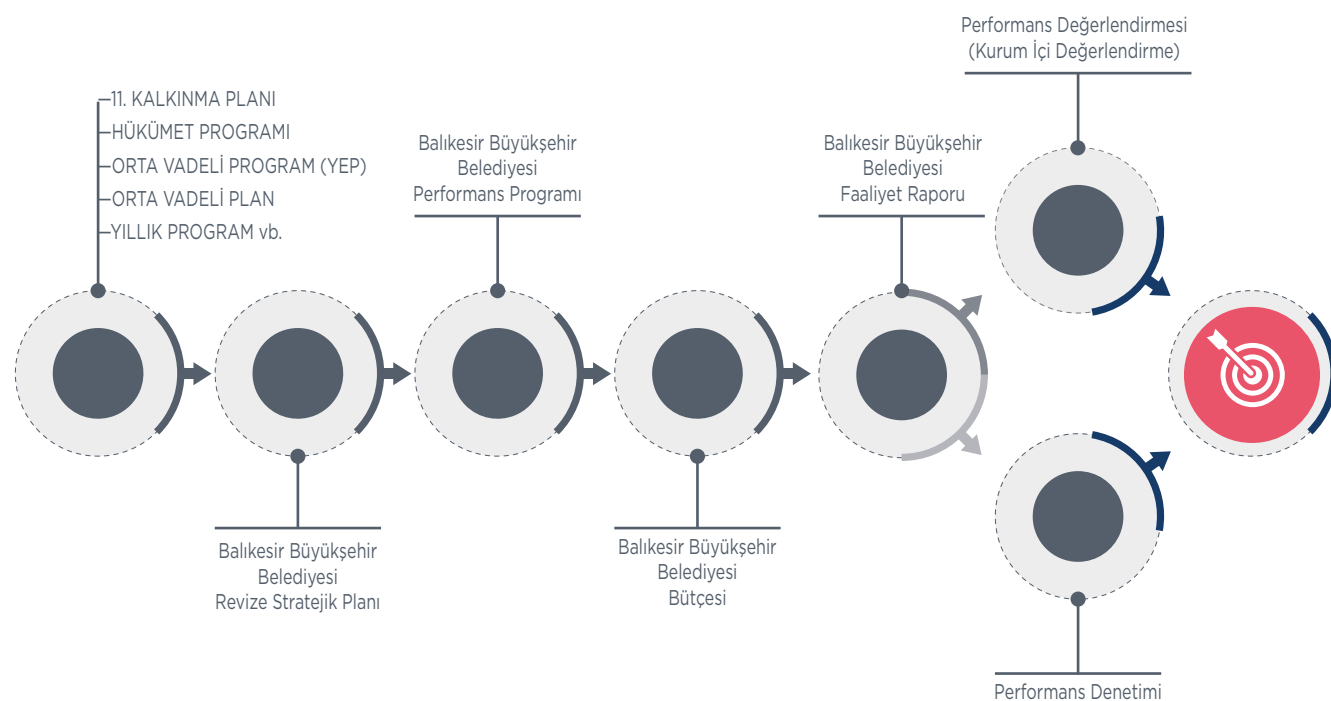 11. KALKINMA PLANI
HÜKÜMET PROGRAMI
ORTA VADELİ PROGRAM (YEP)
ORTA VADELİ PLAN
YILLIK PROGRAM vb.
Balıkesir Büyükşehir
Belediyesi
Revize Stratejik Planı
Balıkesir Büyükşehir
Belediyesi
Performans Programı
Balıkesir Büyükşehir
Belediyesi
Bütçesi
Balıkesir Büyükşehir
Belediyesi
Faaliyet Raporu
Performans Değerlendirmesi
(Kurum İçi Değerlendirme)
Performans Denetimi